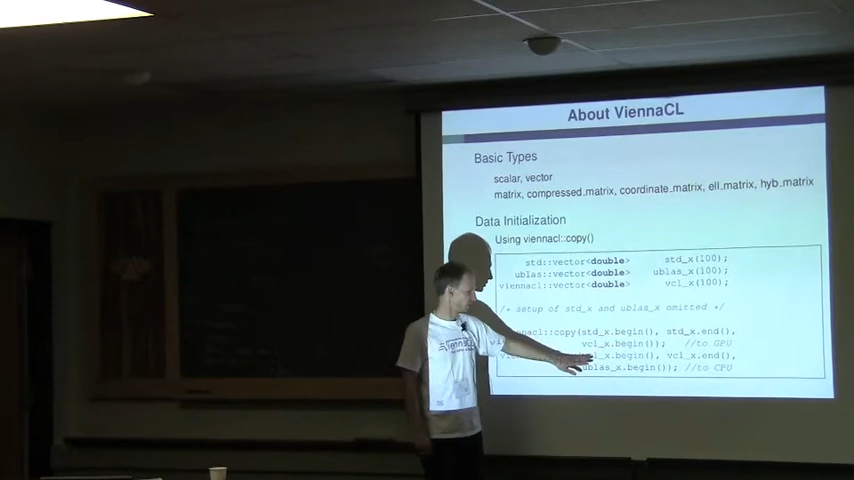 About ViennaCL
Basic Types
scalar, vector
matrix, compressed_matrix, coordinate_matrix, ell_matrix, hyb_matrix
Data Initialization
Using viennacl::copy()
std::vector<double> std_x(100);
ublas::vector<double> ublas_x(100);
viennacl::vector<double> vcl_x(100);
/* setup of std_x and ublas_x omitted */
nnacl::copy(std_x.begin(), std_x.end(),
vcl_x.begin()); //to GPU
vcl_x.begin(), vcl_x.end(),
ublas_x.begin()); //to CPU
ViennaCL